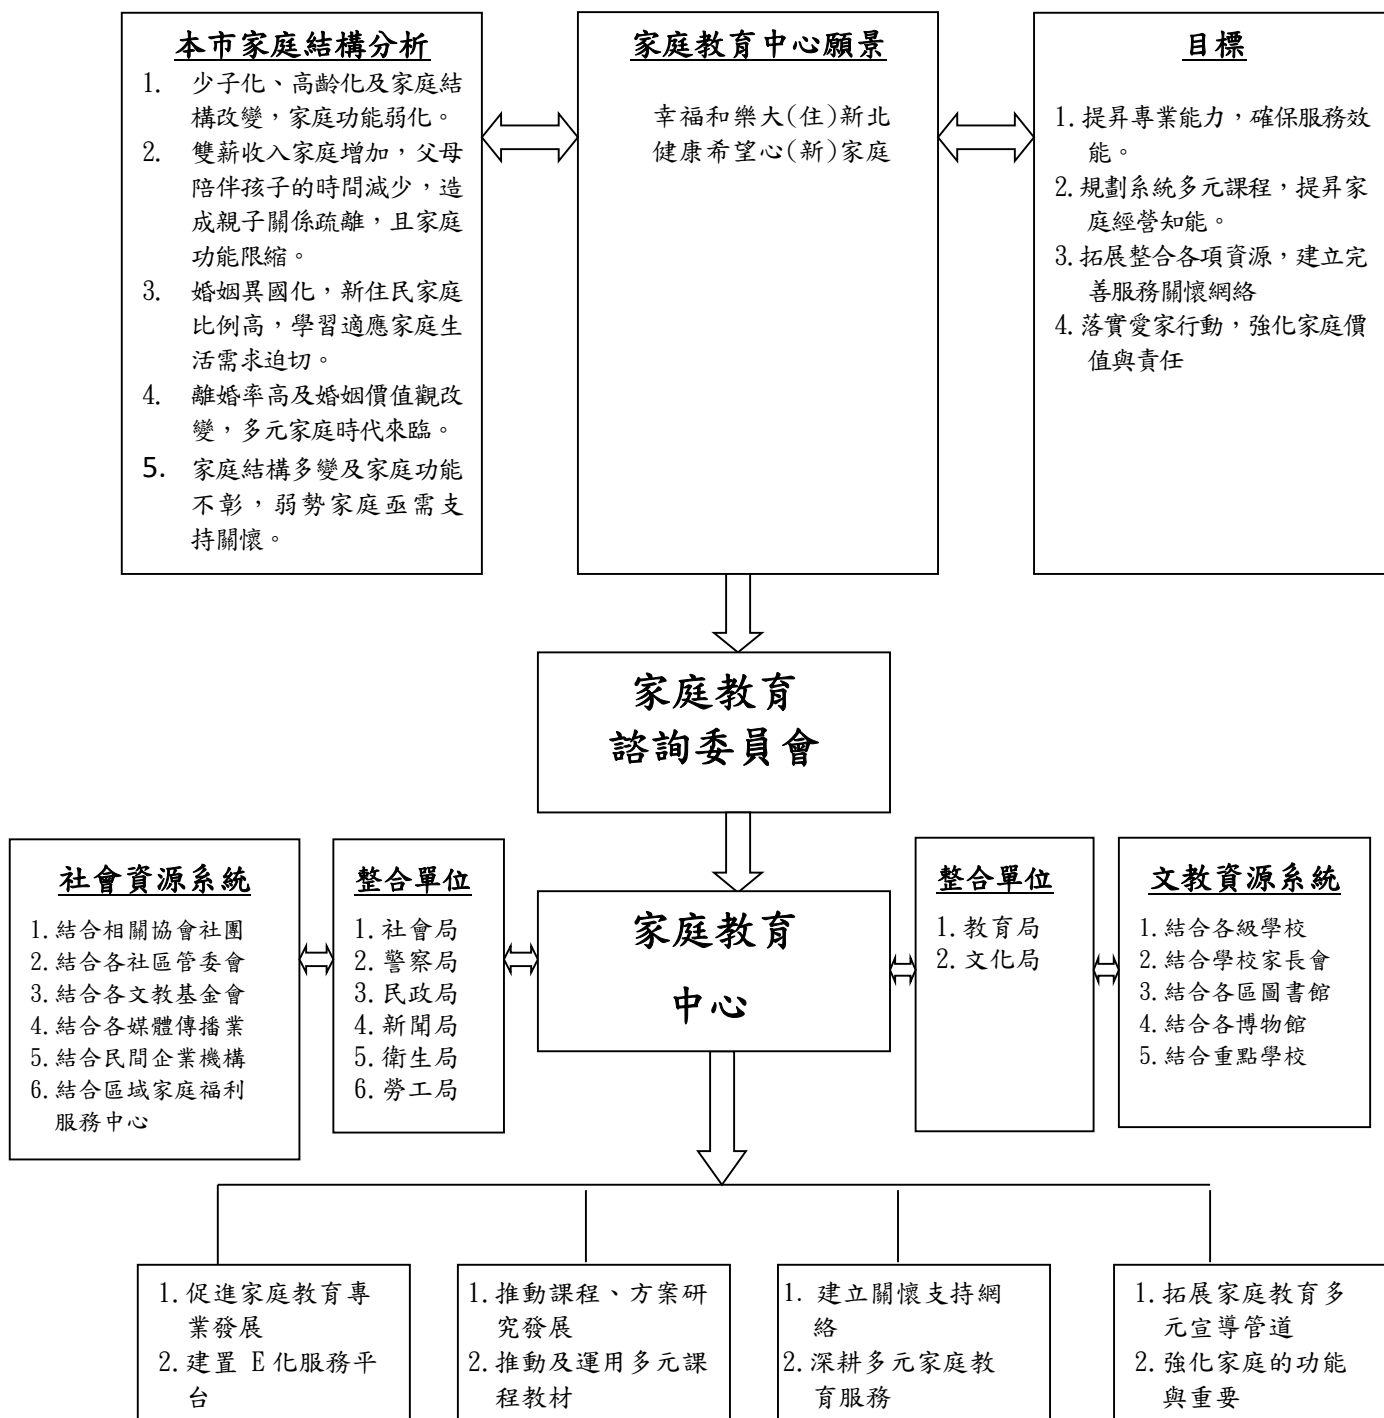 本市家庭結構分析
1. 少子化、高齡化及家庭結
構改變，家庭功能弱化。
2. 雙薪收入家庭增加，父母
陪伴孩子的時間減少，造
成親子關係疏離，且家庭
功能限縮。
3. 婚姻異國化，新住民家庭
比例高，學習適應家庭生
活需求迫切。
4. 離婚率高及婚姻價值觀改
變，多元家庭時代來臨。
5. 家庭結構多變及家庭功能
不彰，弱勢家庭亟需支
持關懷。
家庭教育中心願景
幸福和樂大(住)新北
健康希望心(新)家庭
目標
1.提昇專業能力，確保服務效
能。
2.規劃系統多元課程，提昇家
庭經營知能。
3.拓展整合各項資源，建立完
善服務關懷網絡
4.落實愛家行動，強化家庭價
值與責任
家庭教育
諮詢委員會
社會資源系統
1.結合相關協會社團
2.結合各社區管委會
3.結合各文教基金會
4.結合各媒體傳播業
5.結合民間企業機構
6.結合區域家庭福利
服務中心
整合單位
1.社會局
2.警察局
3.民政局
4.新聞局
5.衛生局
6.勞工局
家庭教育
中心
整合單位
1.教育局
2.文化局
文教資源系統
1.結合各級學校
2.結合學校家長會
3.結合各區圖書館
4.結合各博物館
5.結合重點學校
1.促進家庭教育專
業發展
2.建置 E化服務平
台
1.推動課程、方案研
究發展
2.推動及運用多元課
程教材
1. 建立關懷支持網
絡
2.深耕多元家庭教
育服務
1.拓展家庭教育多
元宣導管道
2.強化家庭的功能
與重要